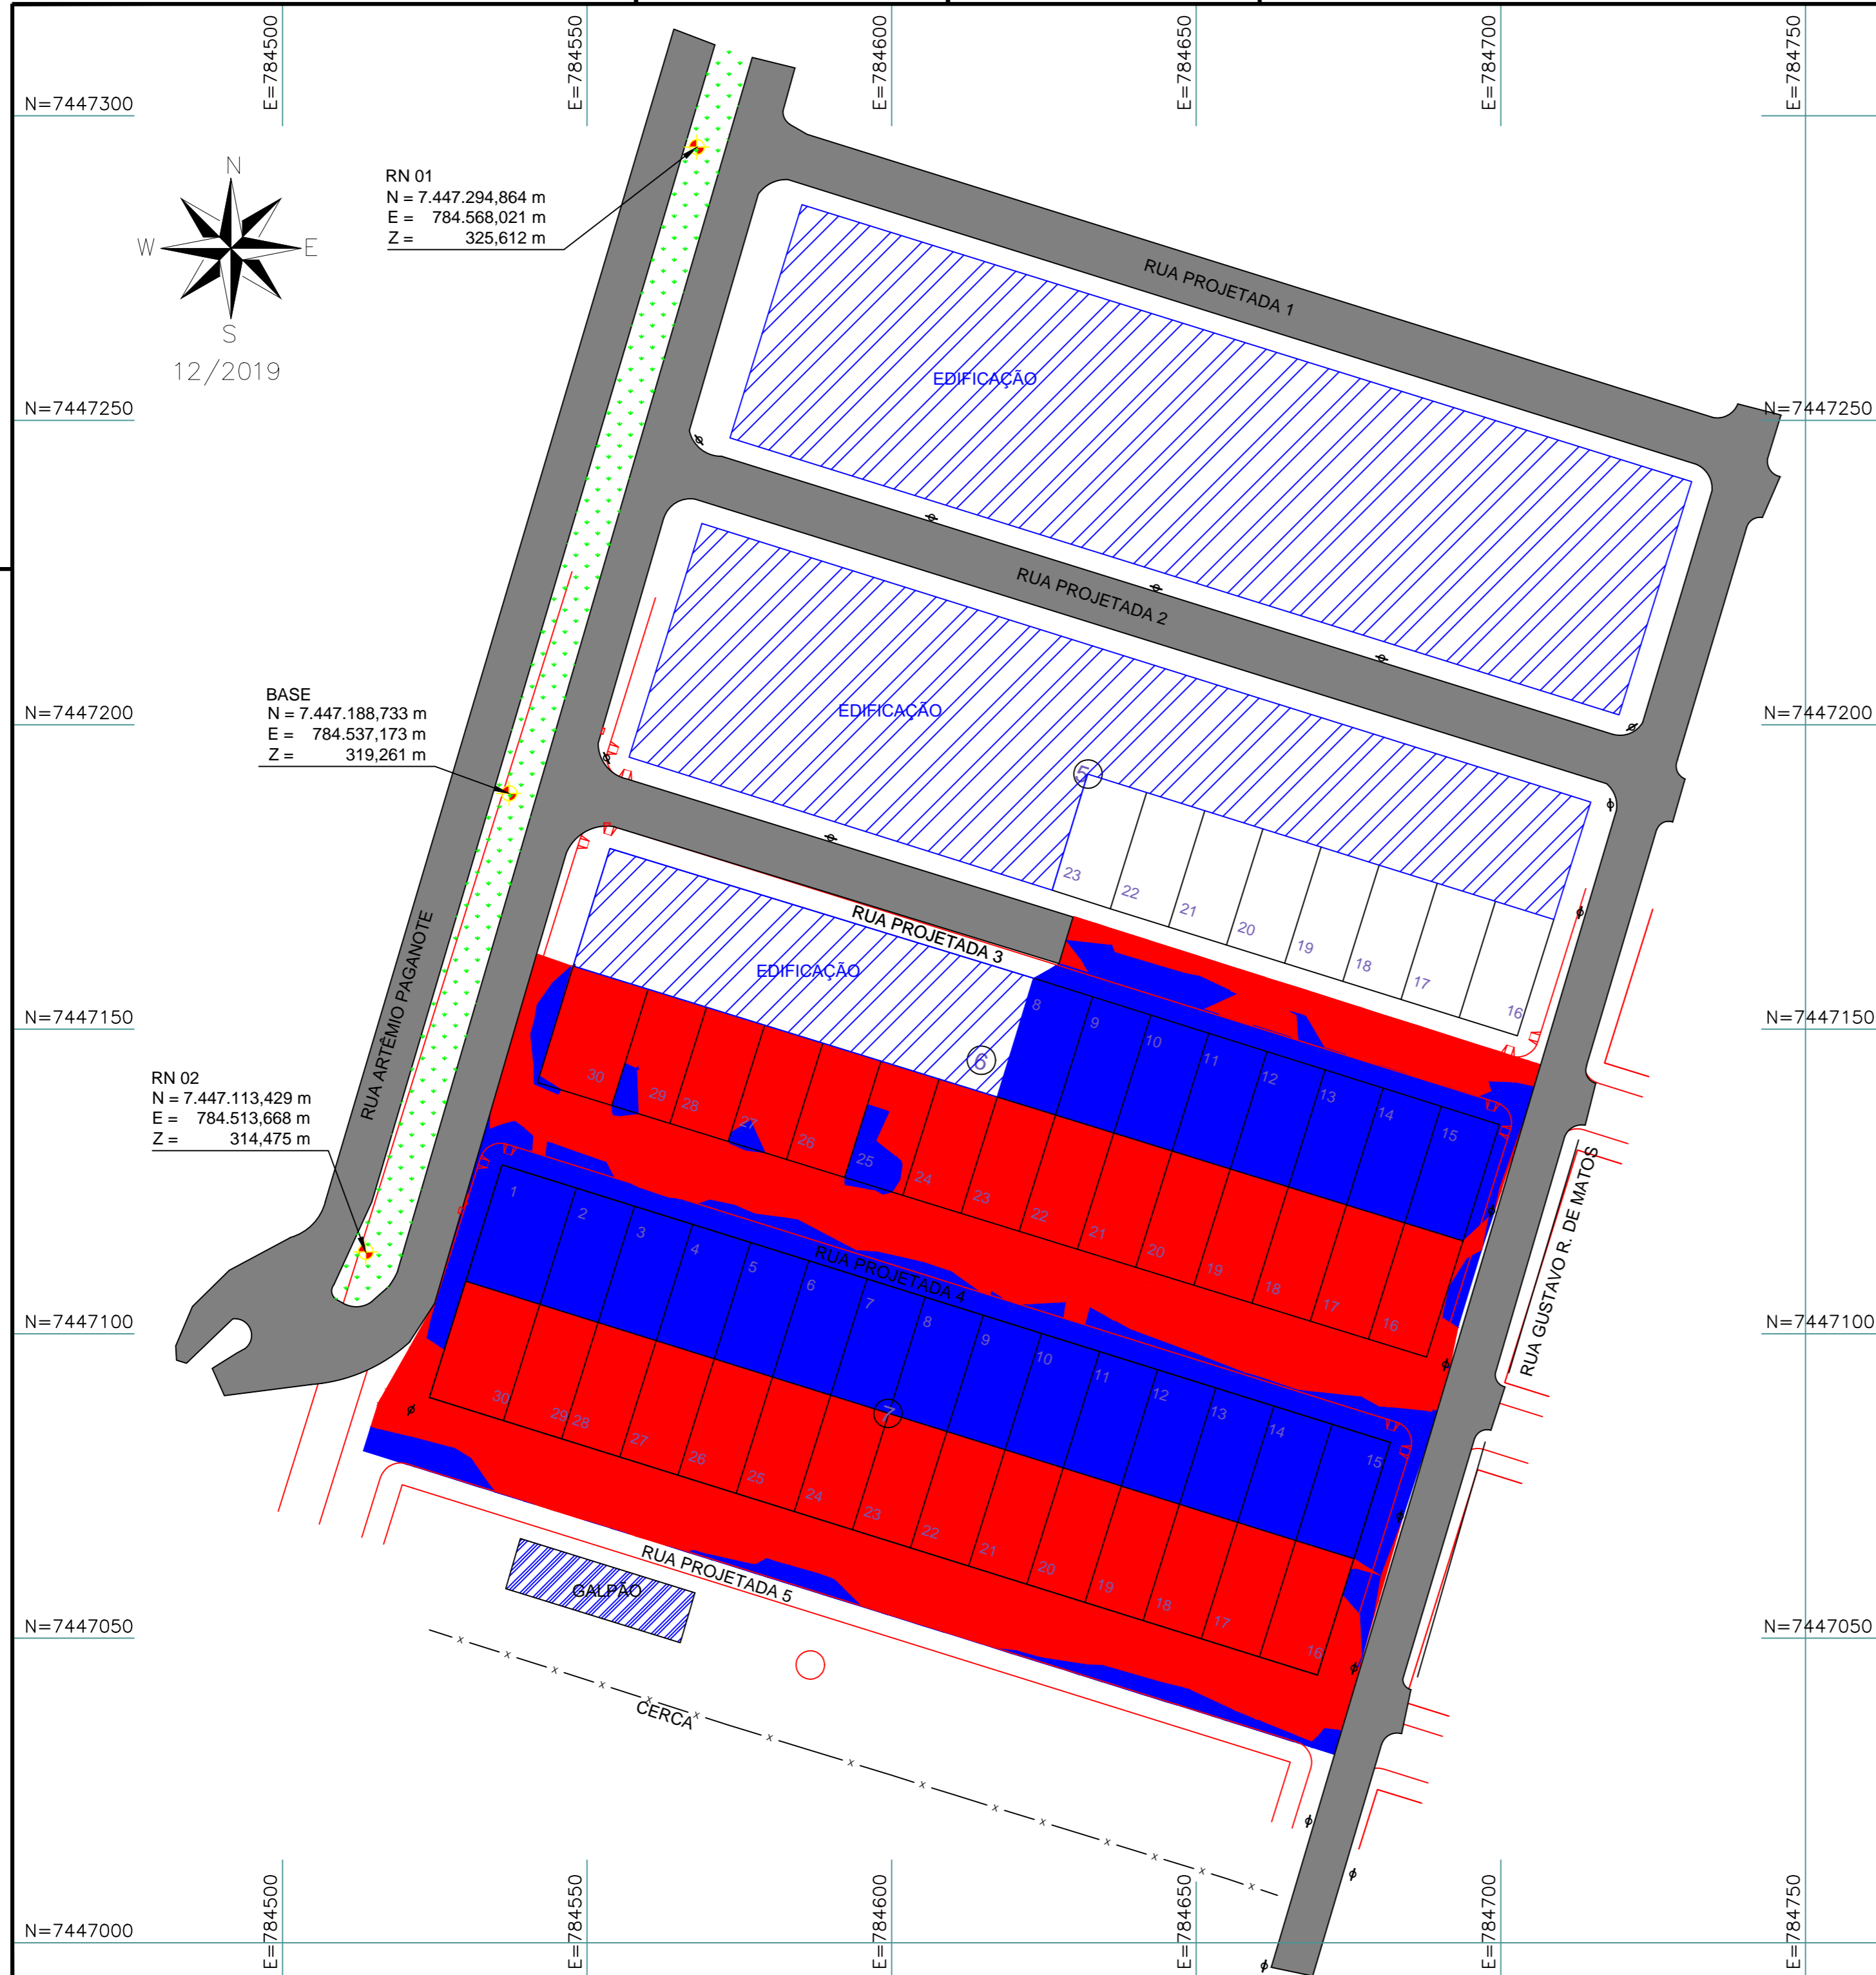 E=784500
E=784550
E=784600
E=784650
E=784700
E=784750
N=7447300
N
W
E
S
12/2019
RN 01
N = 7.447.294,864 m
E = 784.568,021 m
Z = 325,612 m
RUA PROJETADA 1
EDIFICAÇÃO
N=7447250
N=7447250
RUA PROJETADA 2
BASE
N = 7.447.188,733 m
E = 784.537,173 m
Z = 319,261 m
EDIFICAÇÃO
N=7447200
N=7447200
5
23
22
21
20
19
18
17
16
RUA PROJETADA 3
EDIFICAÇÃO
RUA ARTÊMIO PAGANOTE
N=7447150
N=7447150
6
8
9
10
11
12
13
14
15
30
29
28
27
26
25
24
23
22
21
20
19
18
17
16
RN 02
N = 7.447.113,429 m
E = 784.513,668 m
Z = 314,475 m
RUA GUSTAVO R. DE MATOS
RUA PROJETADA 4
N=7447100
N=7447100
1
2
3
4
5
6
7
8
9
10
11
12
13
14
15
7
30
29
28
27
26
25
24
23
22
21
20
19
18
17
16
RUA PROJETADA 5
GALPÃO
N=7447050
N=7447050
CERCA
N=7447000
E=784500
E=784550
E=784600
E=784650
E=784700
E=784750